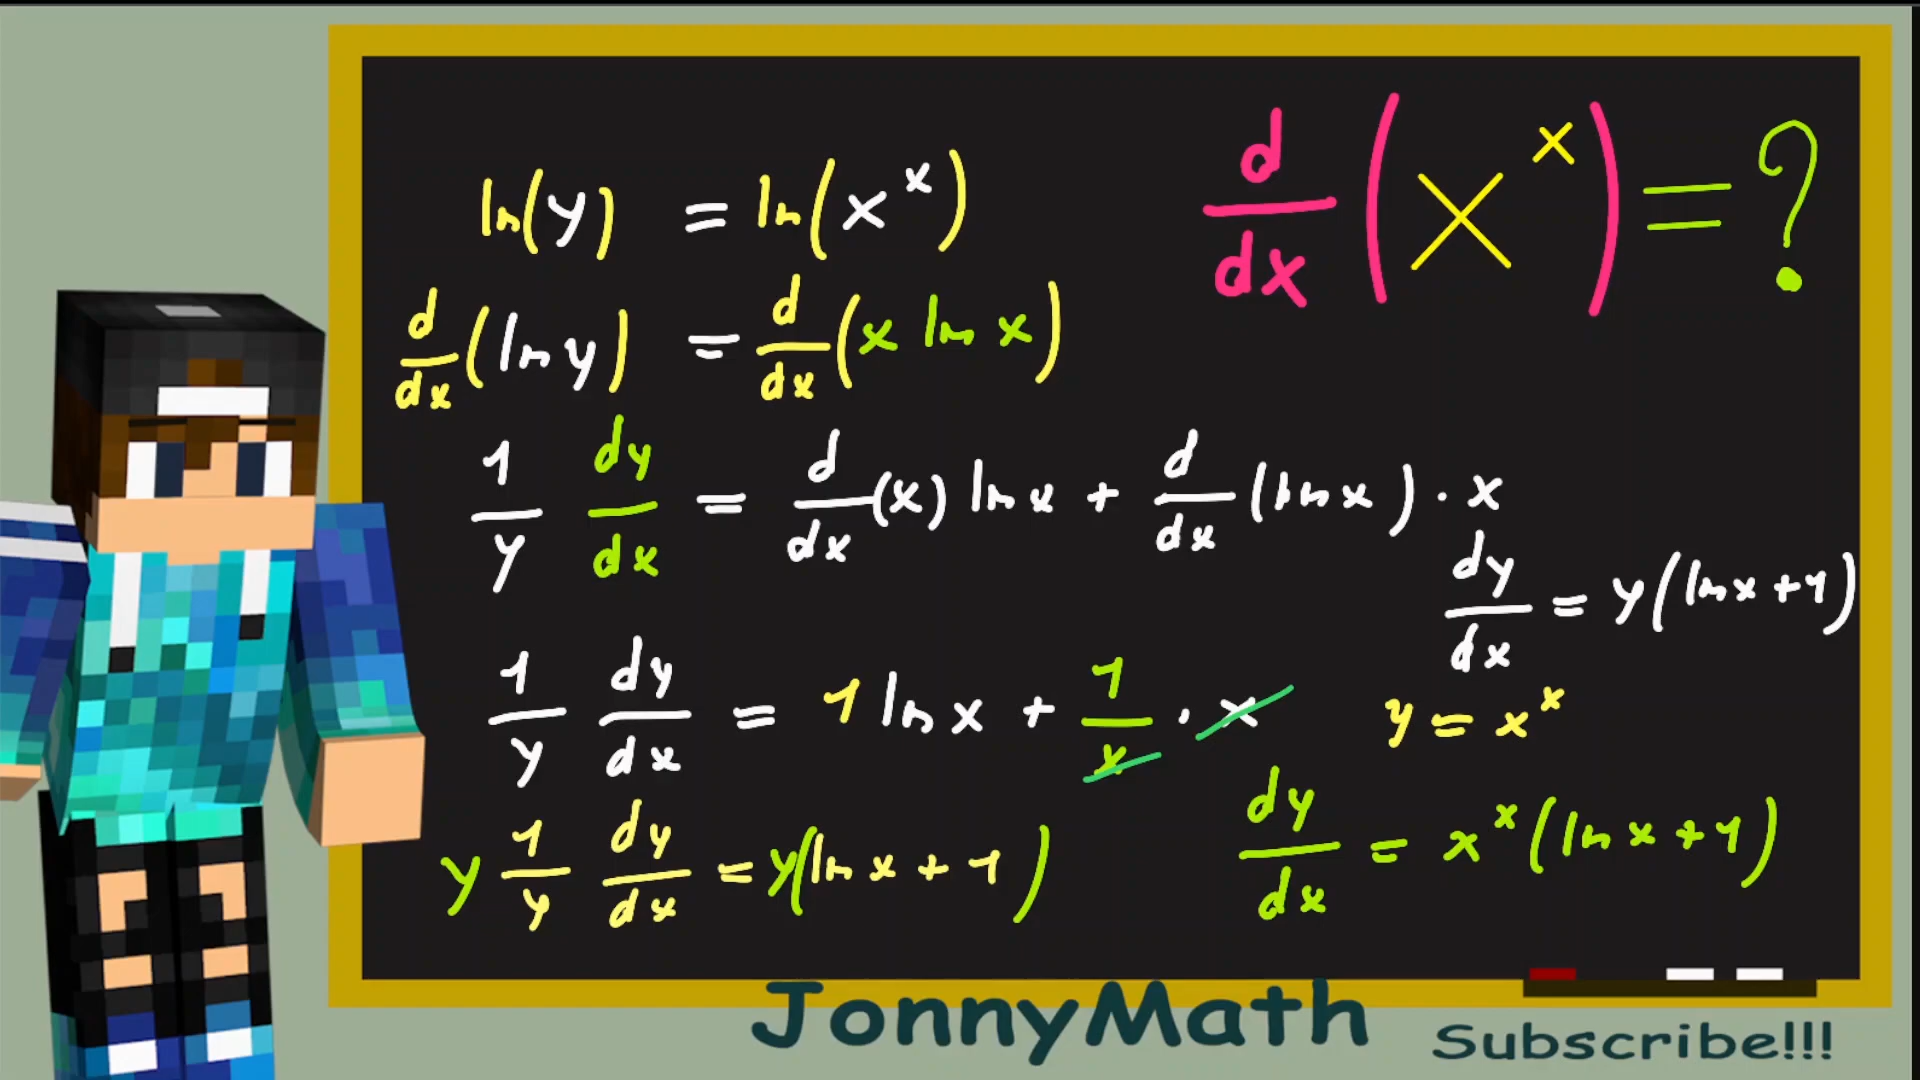 d/dx (x^x) = ?
ln(y) = ln(x^x)
d/dx (ln y) = d/dx (x ln x)
1/y dy/dx = d/dx (x) ln x + d/dx (ln x) · x
1/y dy/dx = 1 ln x + 1/x · x
y 1/y dy/dx = y(ln x + 1)
dy/dx = y(ln x + 1)
y = x^x
dy/dx = x^x (ln x + 1)
JonnyMath
Subscribe!!!